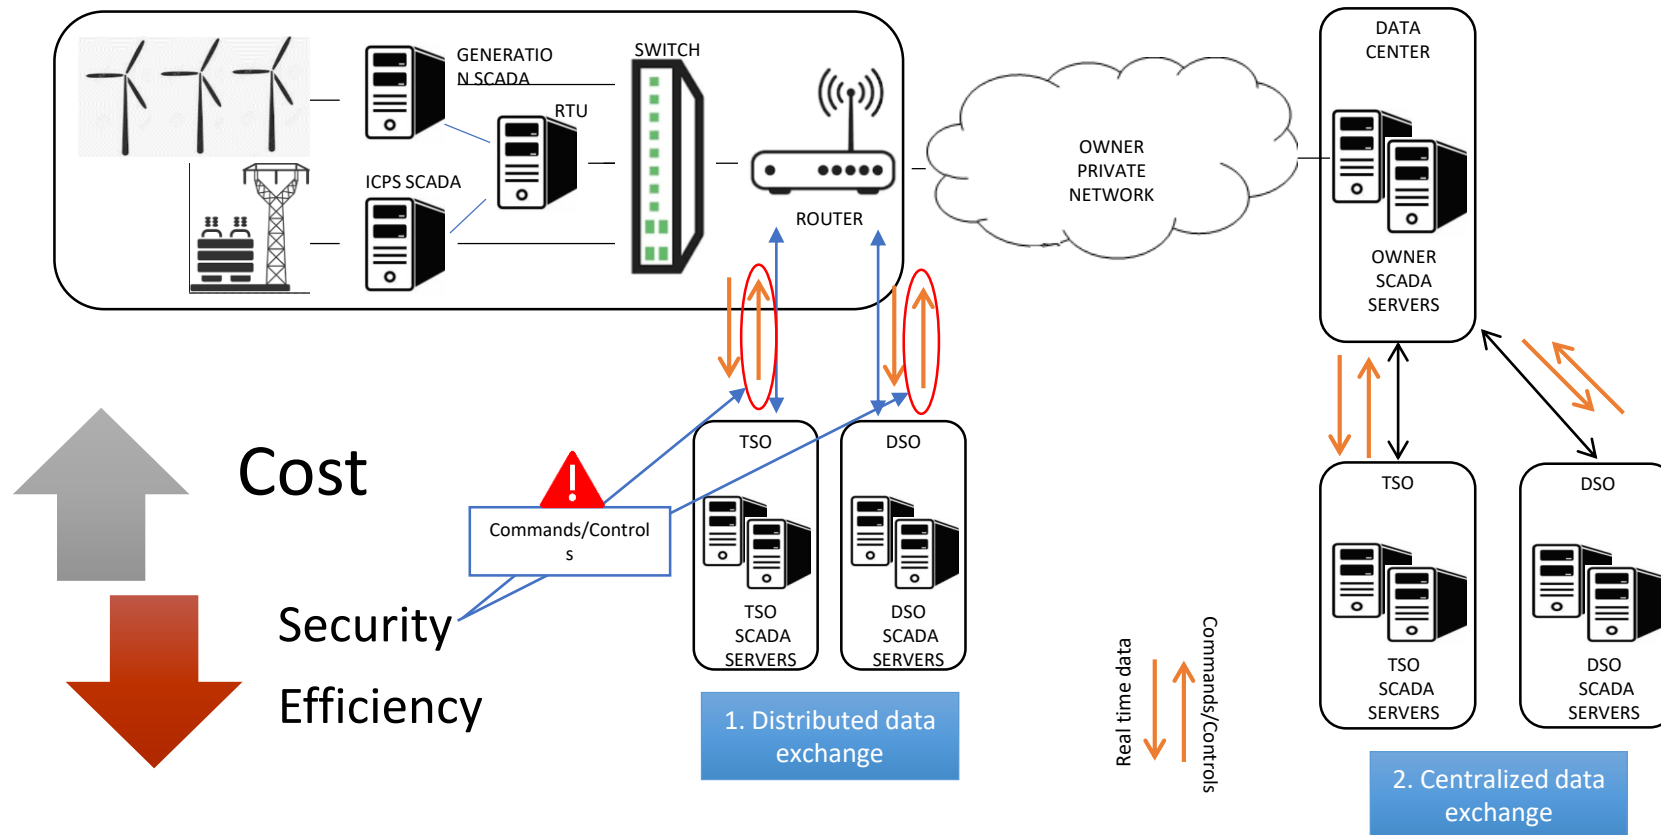 GENERATIO
N SCADA
SWITCH
RTU
ICPS SCADA
ROUTER
OWNER
PRIVATE
NETWORK
DATA
CENTER
OWNER
SCADA
SERVERS
Cost
Security
Efficiency
Commands/Control
s
TSO
TSO
SCADA
SERVERS
DSO
DSO
SCADA
SERVERS
1. Distributed data
exchange
Real time data
Commands/Controls
TSO
TSO
SCADA
SERVERS
DSO
DSO
SCADA
SERVERS
2. Centralized data
exchange